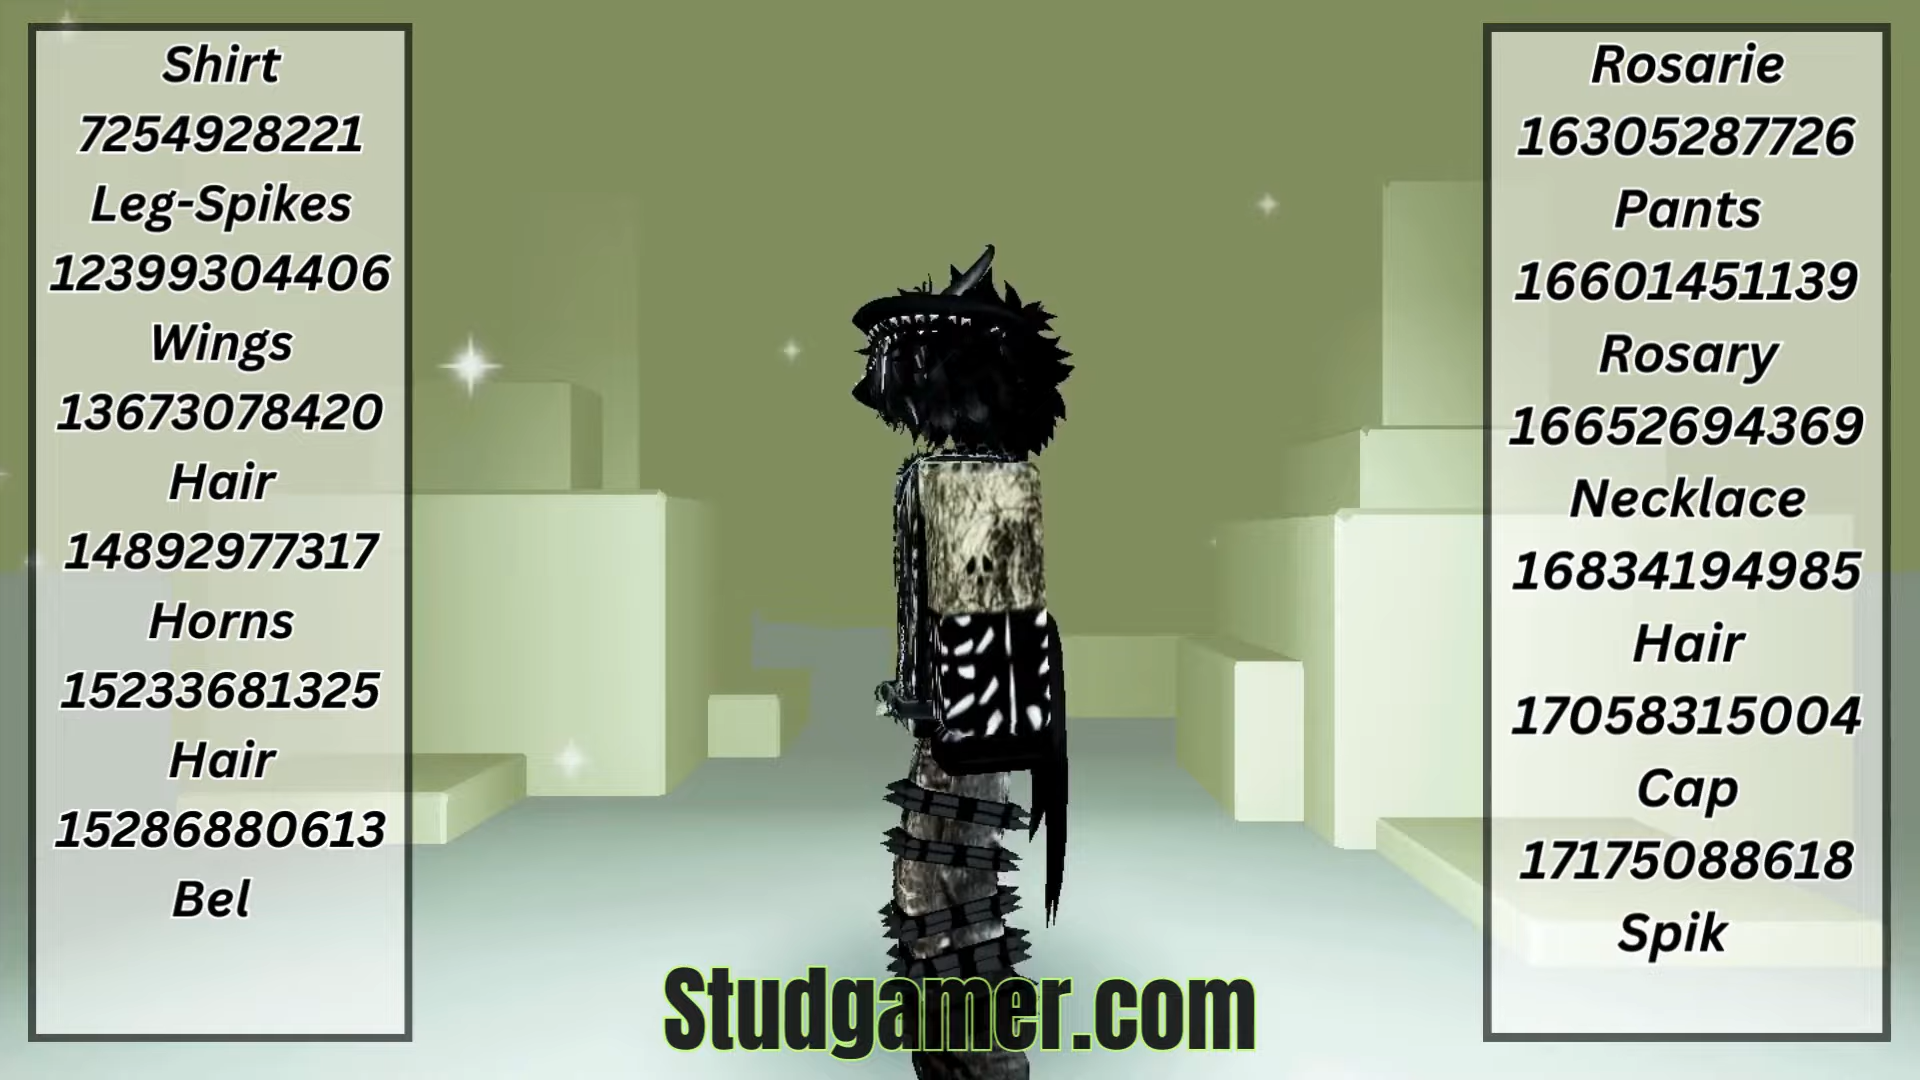 Shirt
7254928221
Leg-Spikes
12399304406
Wings
13673078420
Hair
14892977317
Horns
15233681325
Hair
15286880613
Bel
Rosarie
16305287726
Pants
16601451139
Rosary
16652694369
Necklace
16834194985
Hair
17058315004
Cap
17175088618
Spik
Studgamer.com